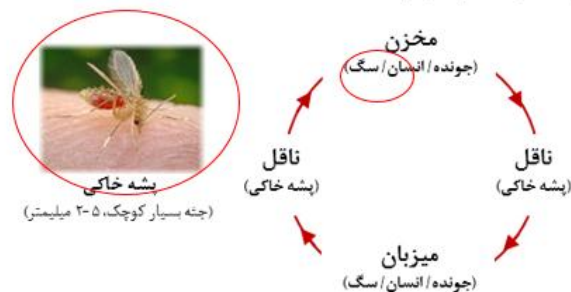 مخزن
(جونده/ انسان/ سگ)
ناقل
(پشه خاکی)
ناقل
(پشه خاکی)
میزبان
(جونده/ انسان/ سگ)
پشه خاکی
(جثه بسیار کوچک، ۵-۲ میلیمتر)